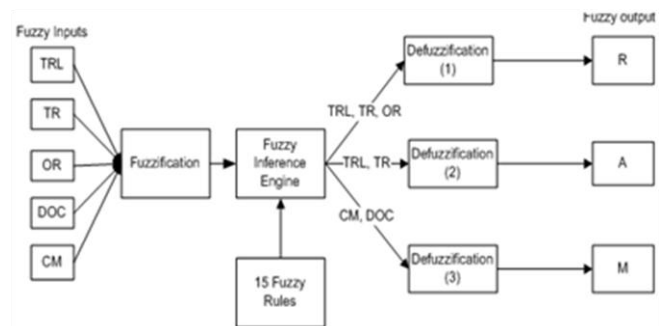 Fuzzy Inputs
Fuzzy output
TRL
TR
OR
DOC
CM
Fuzzification
Fuzzy
Inference
Engine
15 Fuzzy
Rules
TRL, TR, OR
TRL, TR
CM, DOC
Defuzzification
(1)
Defuzzification
(2)
Defuzzification
(3)
R
A
M